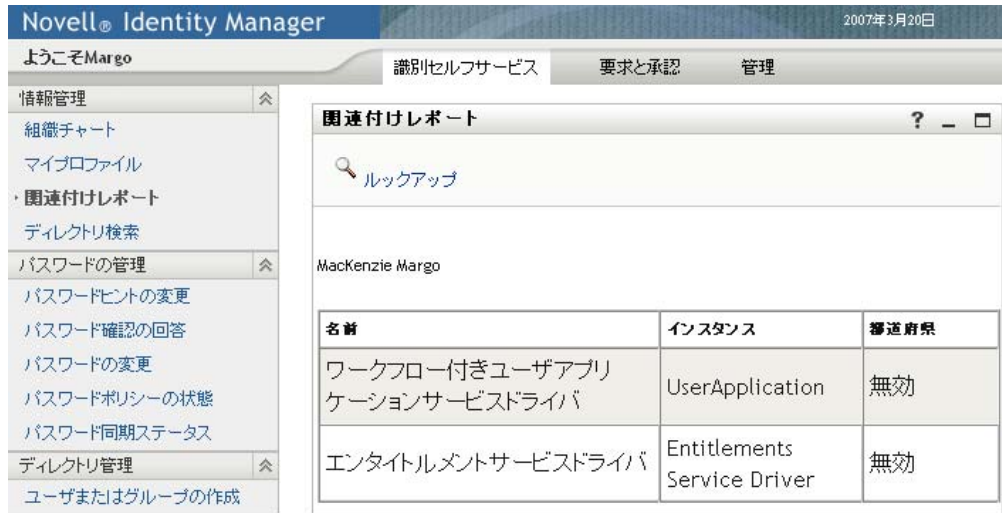 Novell® Identity Manager
2007年3月20日
ようこそMargo
識別セルフサービス 要求と承認 管理
情報管理
組織チャート
マイプロファイル
関連付けレポート
ディレクトリ検索
パスワードの管理
パスワードヒントの変更
パスワード確認の回答
パスワードの変更
パスワードポリシーの状態
パスワード同期ステータス
ディレクトリ管理
ユーザまたはグループの作成
関連付けレポート
ルックアップ
MacKenzie Margo
名前 インスタンス 都道府県
ワークフロー付きユーザアプリ
ケーションサービスドライバ
UserApplication
無効
エンタイトルメントサービスドライバ
Entitlements
Service Driver
無効